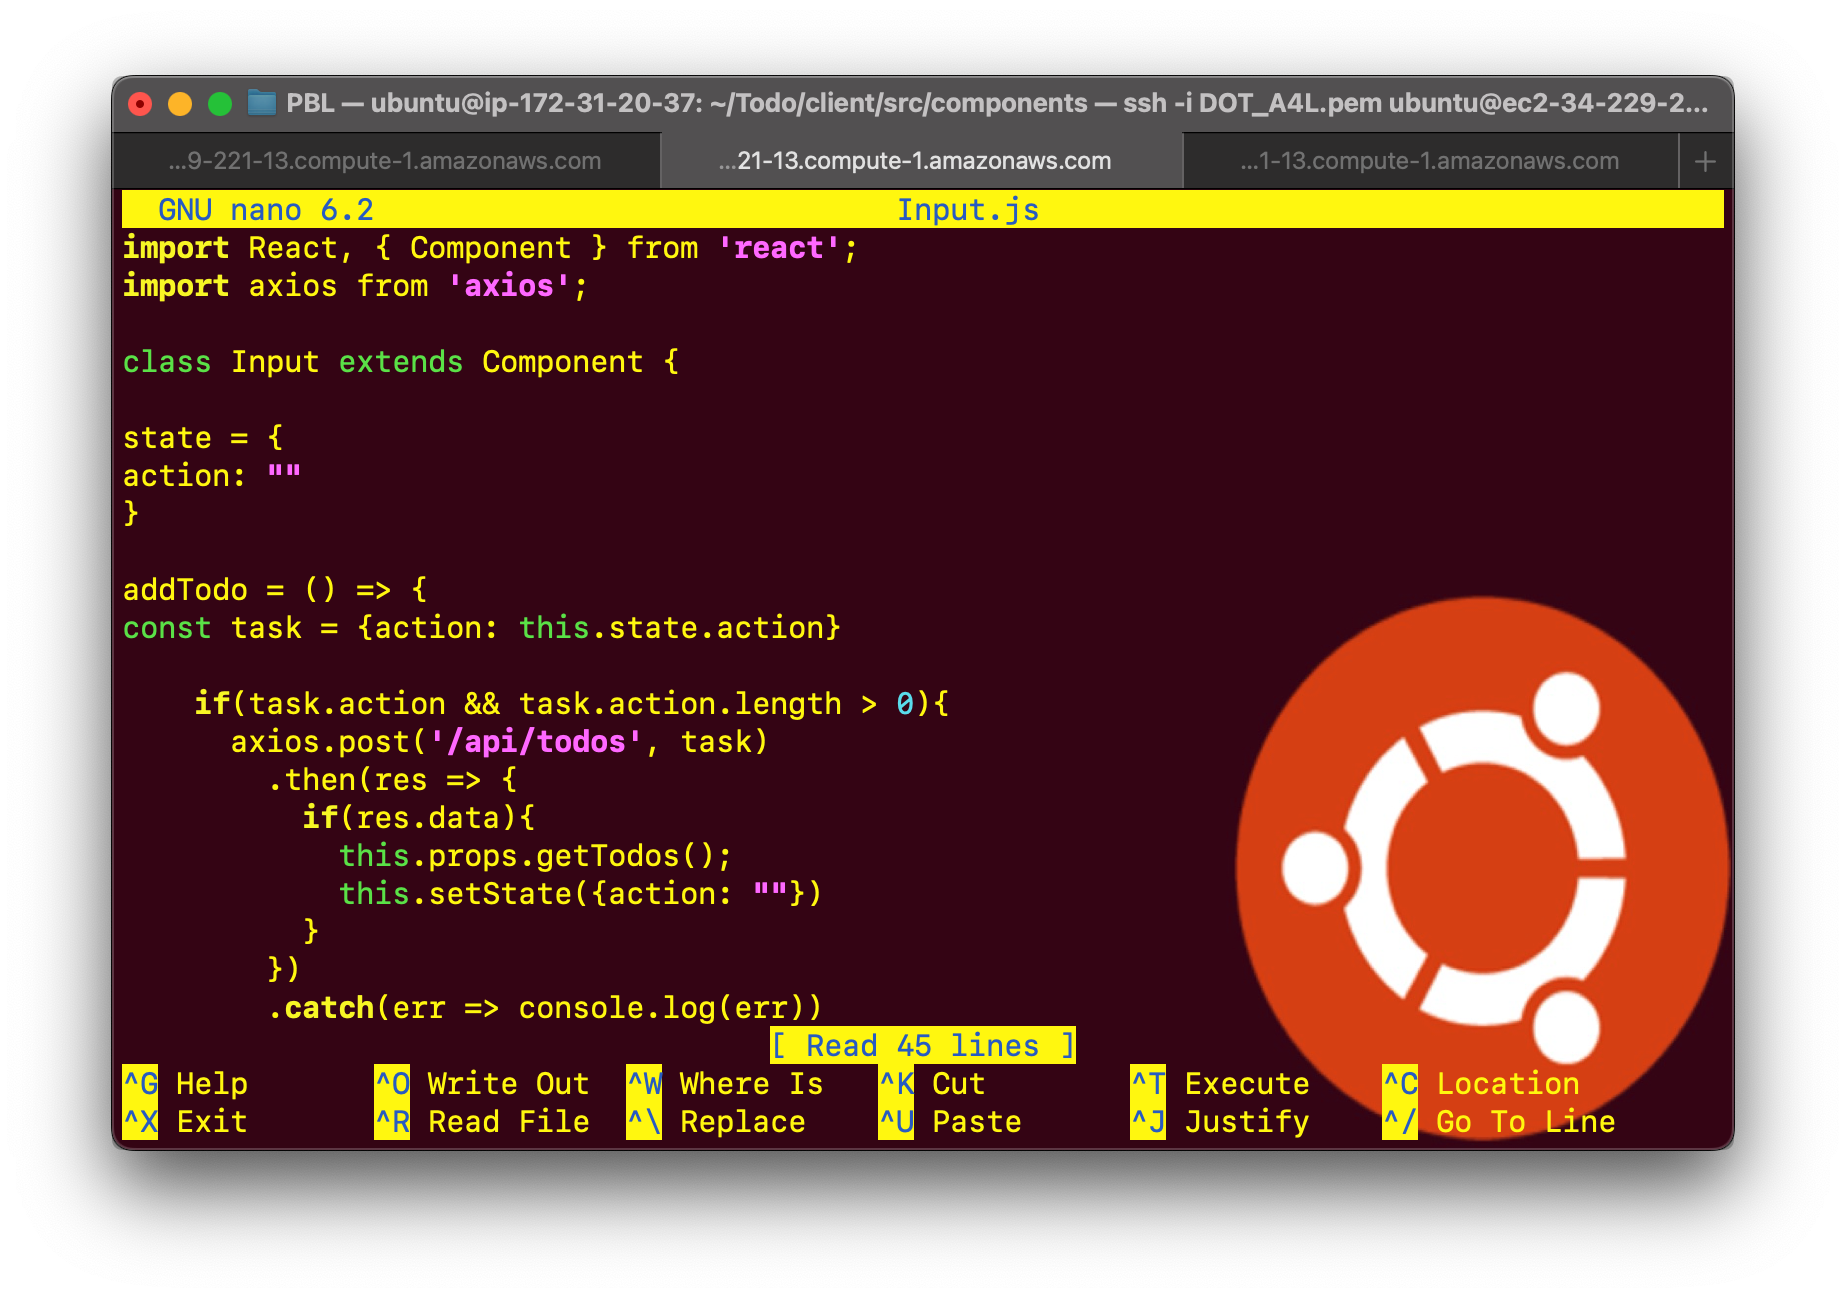 PBL — ubuntu@ip-172-31-20-37: ~/Todo/client/src/components — ssh -i DOT_A4L.pem ubuntu@ec2-34-229-2...
...9-221-13.compute-1.amazonaws.com ...21-13.compute-1.amazonaws.com ...1-13.compute-1.amazonaws.com +
GNU nano 6.2 Input.js
import React, { Component } from 'react';
import axios from 'axios';
class Input extends Component {
state = {
action: ""
}
addTodo = () => {
const task = {action: this.state.action}
if(task.action && task.action.length > 0){
axios.post('/api/todos', task)
.then(res => {
if(res.data){
this.props.getTodos();
this.setState({action: ""})
}
})
.catch(err => console.log(err))
[ Read 45 lines ]
^G Help ^O Write Out ^W Where Is ^K Cut ^T Execute ^C Location
^X Exit ^R Read File ^\ Replace ^U Paste ^J Justify ^/ Go To Line